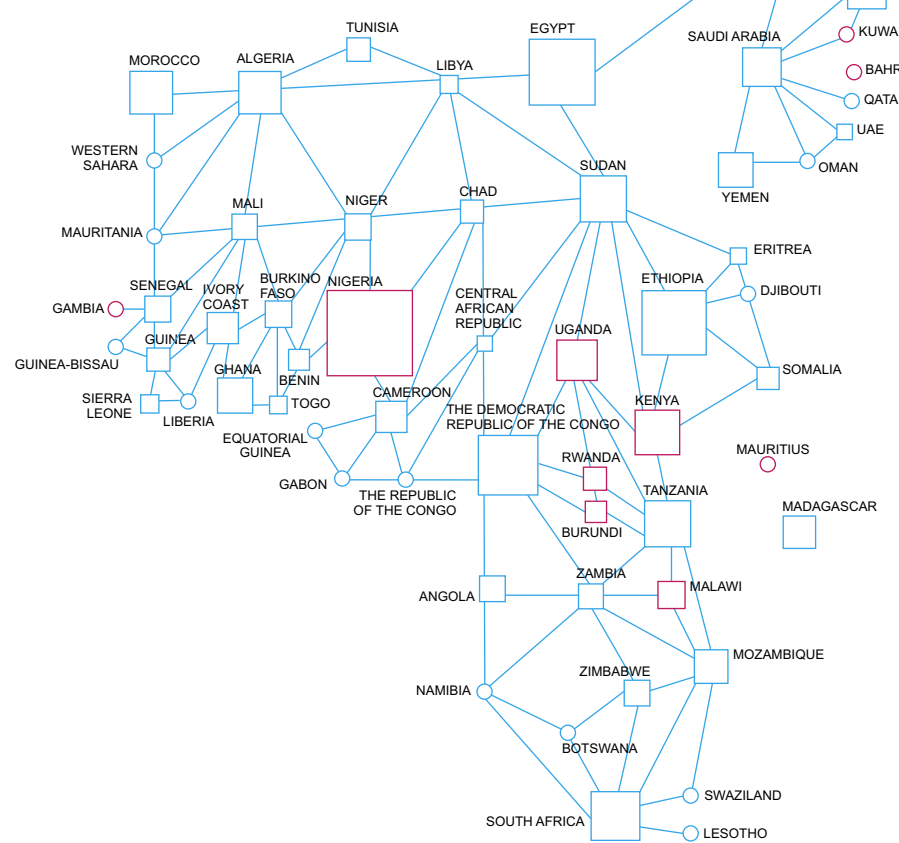 TUNISIA
EGYPT
SAUDI ARABIA
KUWA
MOROCCO
ALGERIA
LIBYA
BAHR
QATA
UAE
WESTERN
SAHARA
OMAN
SUDAN
YEMEN
MALI
NIGER
CHAD
MAURITANIA
ERITREA
SENEGAL
IVORY
COAST
BURKINO
FASO
NIGERIA
CENTRAL
AFRICAN
REPUBLIC
ETHIOPIA
DJIBOUTI
GAMBIA
UGANDA
GUINEA
GUINEA-BISSAU
GHANA
BENIN
SOMALIA
SIERRA
LEONE
LIBERIA
TOGO
CAMEROON
KENYA
THE DEMOCRATIC
REPUBLIC OF THE CONGO
EQUATORIAL
GUINEA
MAURITIUS
RWANDA
GABON
THE REPUBLIC
OF THE CONGO
TANZANIA
MADAGASCAR
BURUNDI
ZAMBIA
ANGOLA
MALAWI
MOZAMBIQUE
ZIMBABWE
NAMIBIA
BOTSWANA
SWAZILAND
SOUTH AFRICA
LESOTHO